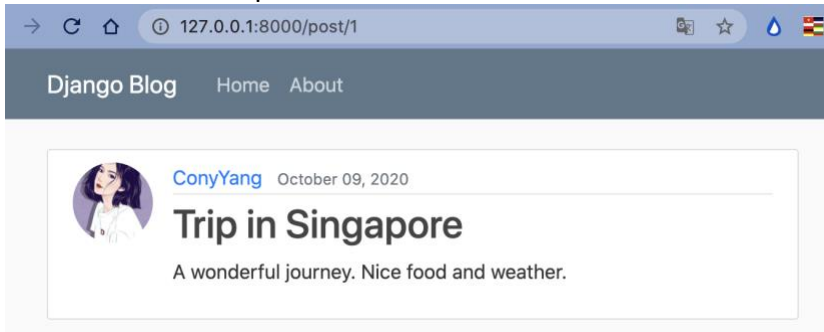 127.0.0.1:8000/post/1
Django Blog Home About
ConyYang October 09, 2020
Trip in Singapore
A wonderful journey. Nice food and weather.